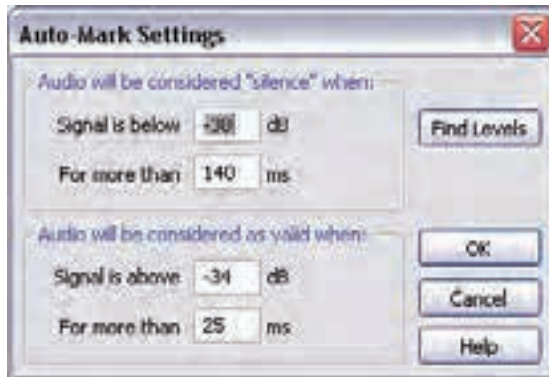 Auto-Mark Settings
Audio will be considered "silence" when:
Signal is below dB
For more than 140 ms
Find Levels
Audio will be considered as valid when:
Signal is above -34 dB
For more than 25 ms
OK
Cancel
Help